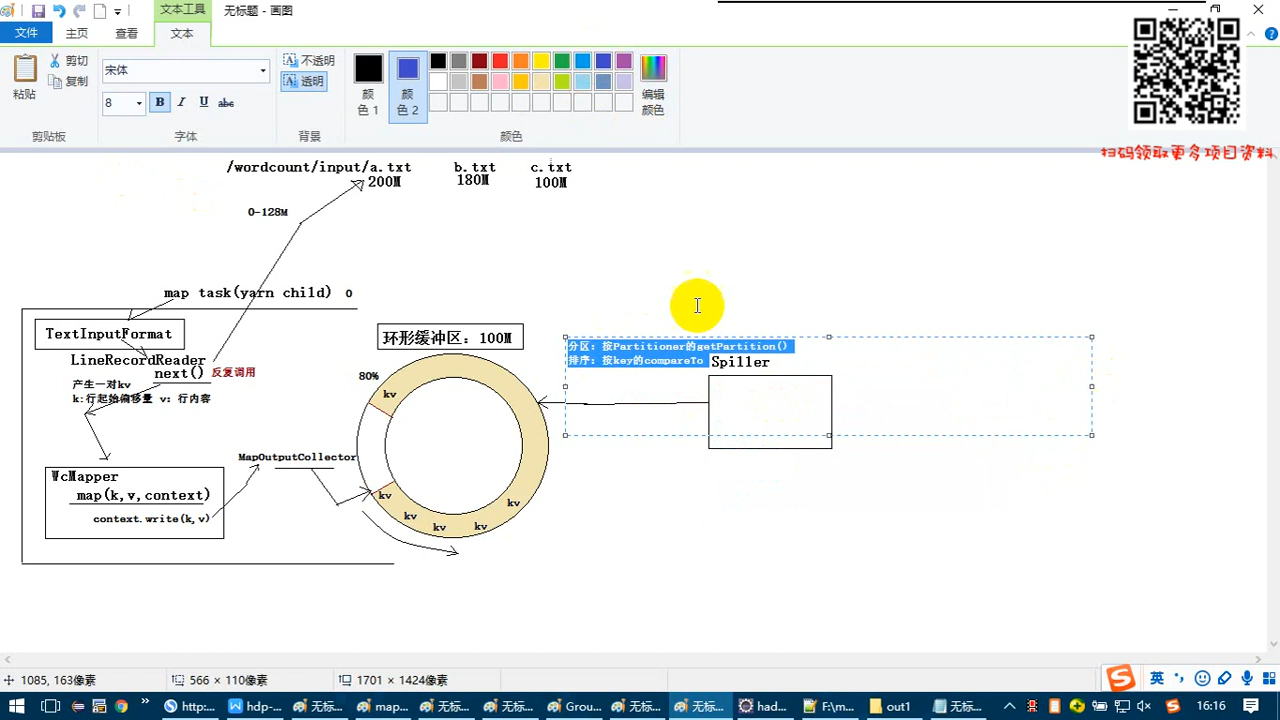 文本工具
无标题 - 画图
文件
主页
查看
文本
粘贴
剪切
复制
剪贴板
宋体
8
B I U abc
字体
不透明
透明
背景
颜色 1
颜色 2
编辑颜色
颜色
扫码领取更多项目资料
/wordcount/input/a.txt b.txt c.txt
200M 180M 100M
0-128M
map task(yarn child) 0
TextInputFormat
LineRecordReader
next() 反复调用
产生一对kv
k:行起始偏移量 v: 行内容
WcMapper
map(k,v,context)
context.write(k,v)
MapOutputCollector
环形缓冲区: 100M
80%
kv
kv
kv
kv
kv
kv
分区: 按Partitioner的getPartition()
排序: 按key的compareTo
Spiller
1085, 163像素
566 × 110像素
1701 × 1424像素
英
http:
hdp-
无标
map
无标
无标
Grou
无标
无标
had
F:\m
out1
无标
英
16:16